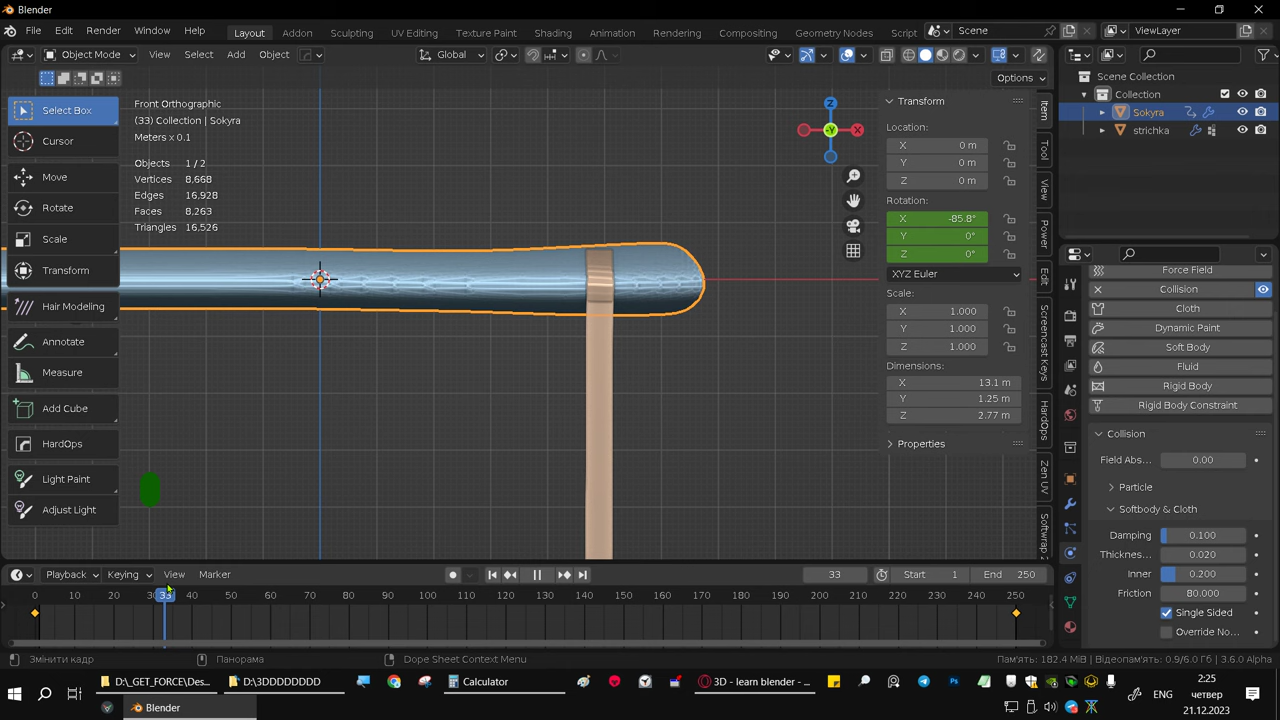 Blender
File Edit Render Window Help Layout Addon Sculpting UV Editing Texture Paint Shading Animation Rendering Compositing Geometry Nodes Script Scene ViewLayer
Object Mode View Select Add Object Global
Options
Select Box
Cursor
Move
Rotate
Scale
Transform
Hair Modeling
Annotate
Measure
Add Cube
HardOps
Light Paint
Adjust Light
Front Orthographic
(33) Collection | Sokyra
Meters x 0.1
Objects 1 / 2
Vertices 8,668
Edges 16,928
Faces 8,263
Triangles 16,526
Z
X
-Y
Transform
Location:
X 0 m
Y 0 m
Z 0 m
Rotation:
X -85.8°
Y 0°
Z 0°
XYZ Euler
Scale:
X 1.000
Y 1.000
Z 1.000
Dimensions:
X 13.1 m
Y 1.25 m
Z 2.77 m
Properties
Item
Tool
View
Power
Edit
Screencast Keys
HardOps
Zen UV
Softwrap
Scene Collection
Collection
Sokyra
strichka
Force Field
Collision
Cloth
Dynamic Paint
Soft Body
Fluid
Rigid Body
Rigid Body Constraint
Collision
Field Abs... 0.00
Particle
Softbody & Cloth
Damping 0.100
Thicknes... 0.020
Inner 0.200
Friction 80.000
Single Sided
Override No...
Playback Keying View Marker 33 Start 1 End 250
0 10 20 30 33 40 50 60 70 80 90 100 110 120 130 140 150 160 170 180 190 200 210 220 230 240 250
Змінити кадр Панорама Dope Sheet Context Menu Пам'ять: 182.4 MiB | Відеопам'ять: 0.9/6.0 Gi | 3.6.0 Alpha
D:\_GET_FORCE\Des... D:\3DDDDDDDD Calculator 3D - learn blender - ...
Blender
ENG
2:25
четвер
21.12.2023